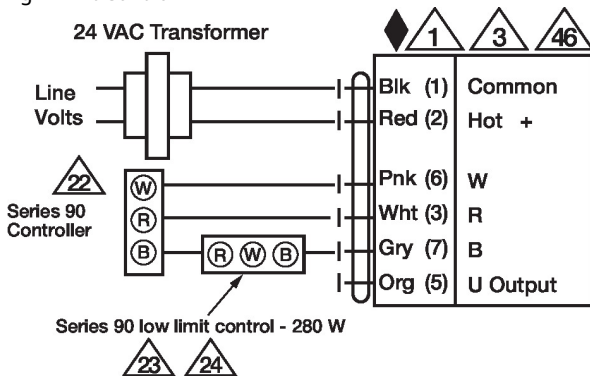 24 VAC Transformer
1 3 46
Line
Volts
Blk (1) Common
Red (2) Hot +
22
Series 90
Controller
W
R
B
R W B
Pnk (6) W
Wht (3) R
Gry (7) B
Org (5) U Output
Series 90 low limit control - 280 W
23 24